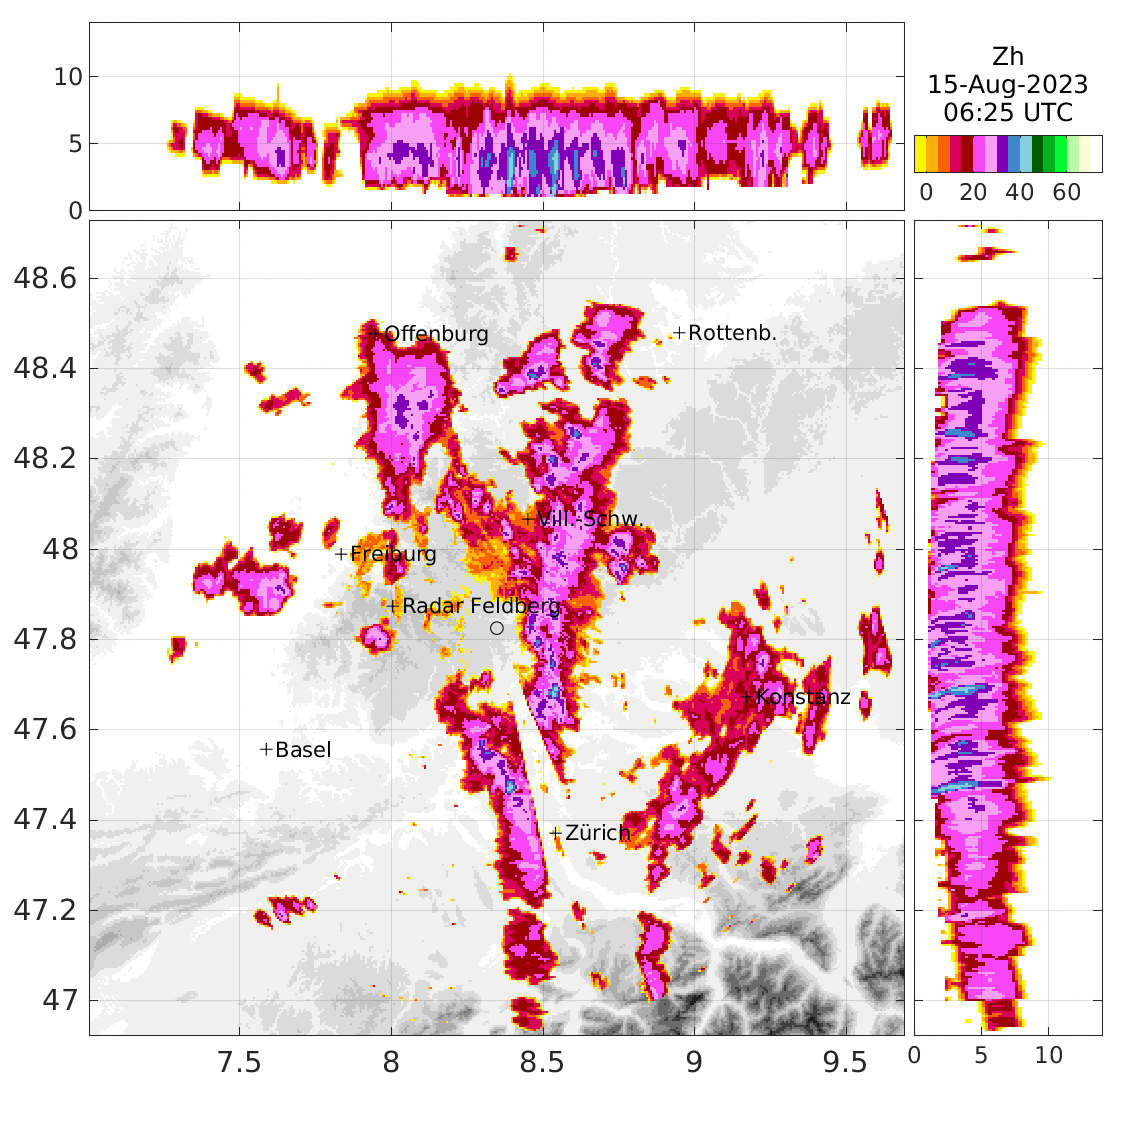 10
5
0
Zh
15-Aug-2023
06:25 UTC
0 20 40 60
48.6
48.4
48.2
48
47.8
47.6
47.4
47.2
47
+Offenburg
+Rottenb.
+Vill.-Schw.
+Freiburg
+Radar Feldberg
+Konstanz
+Basel
+Zürich
7.5 8 8.5 9 9.5
0 5 10